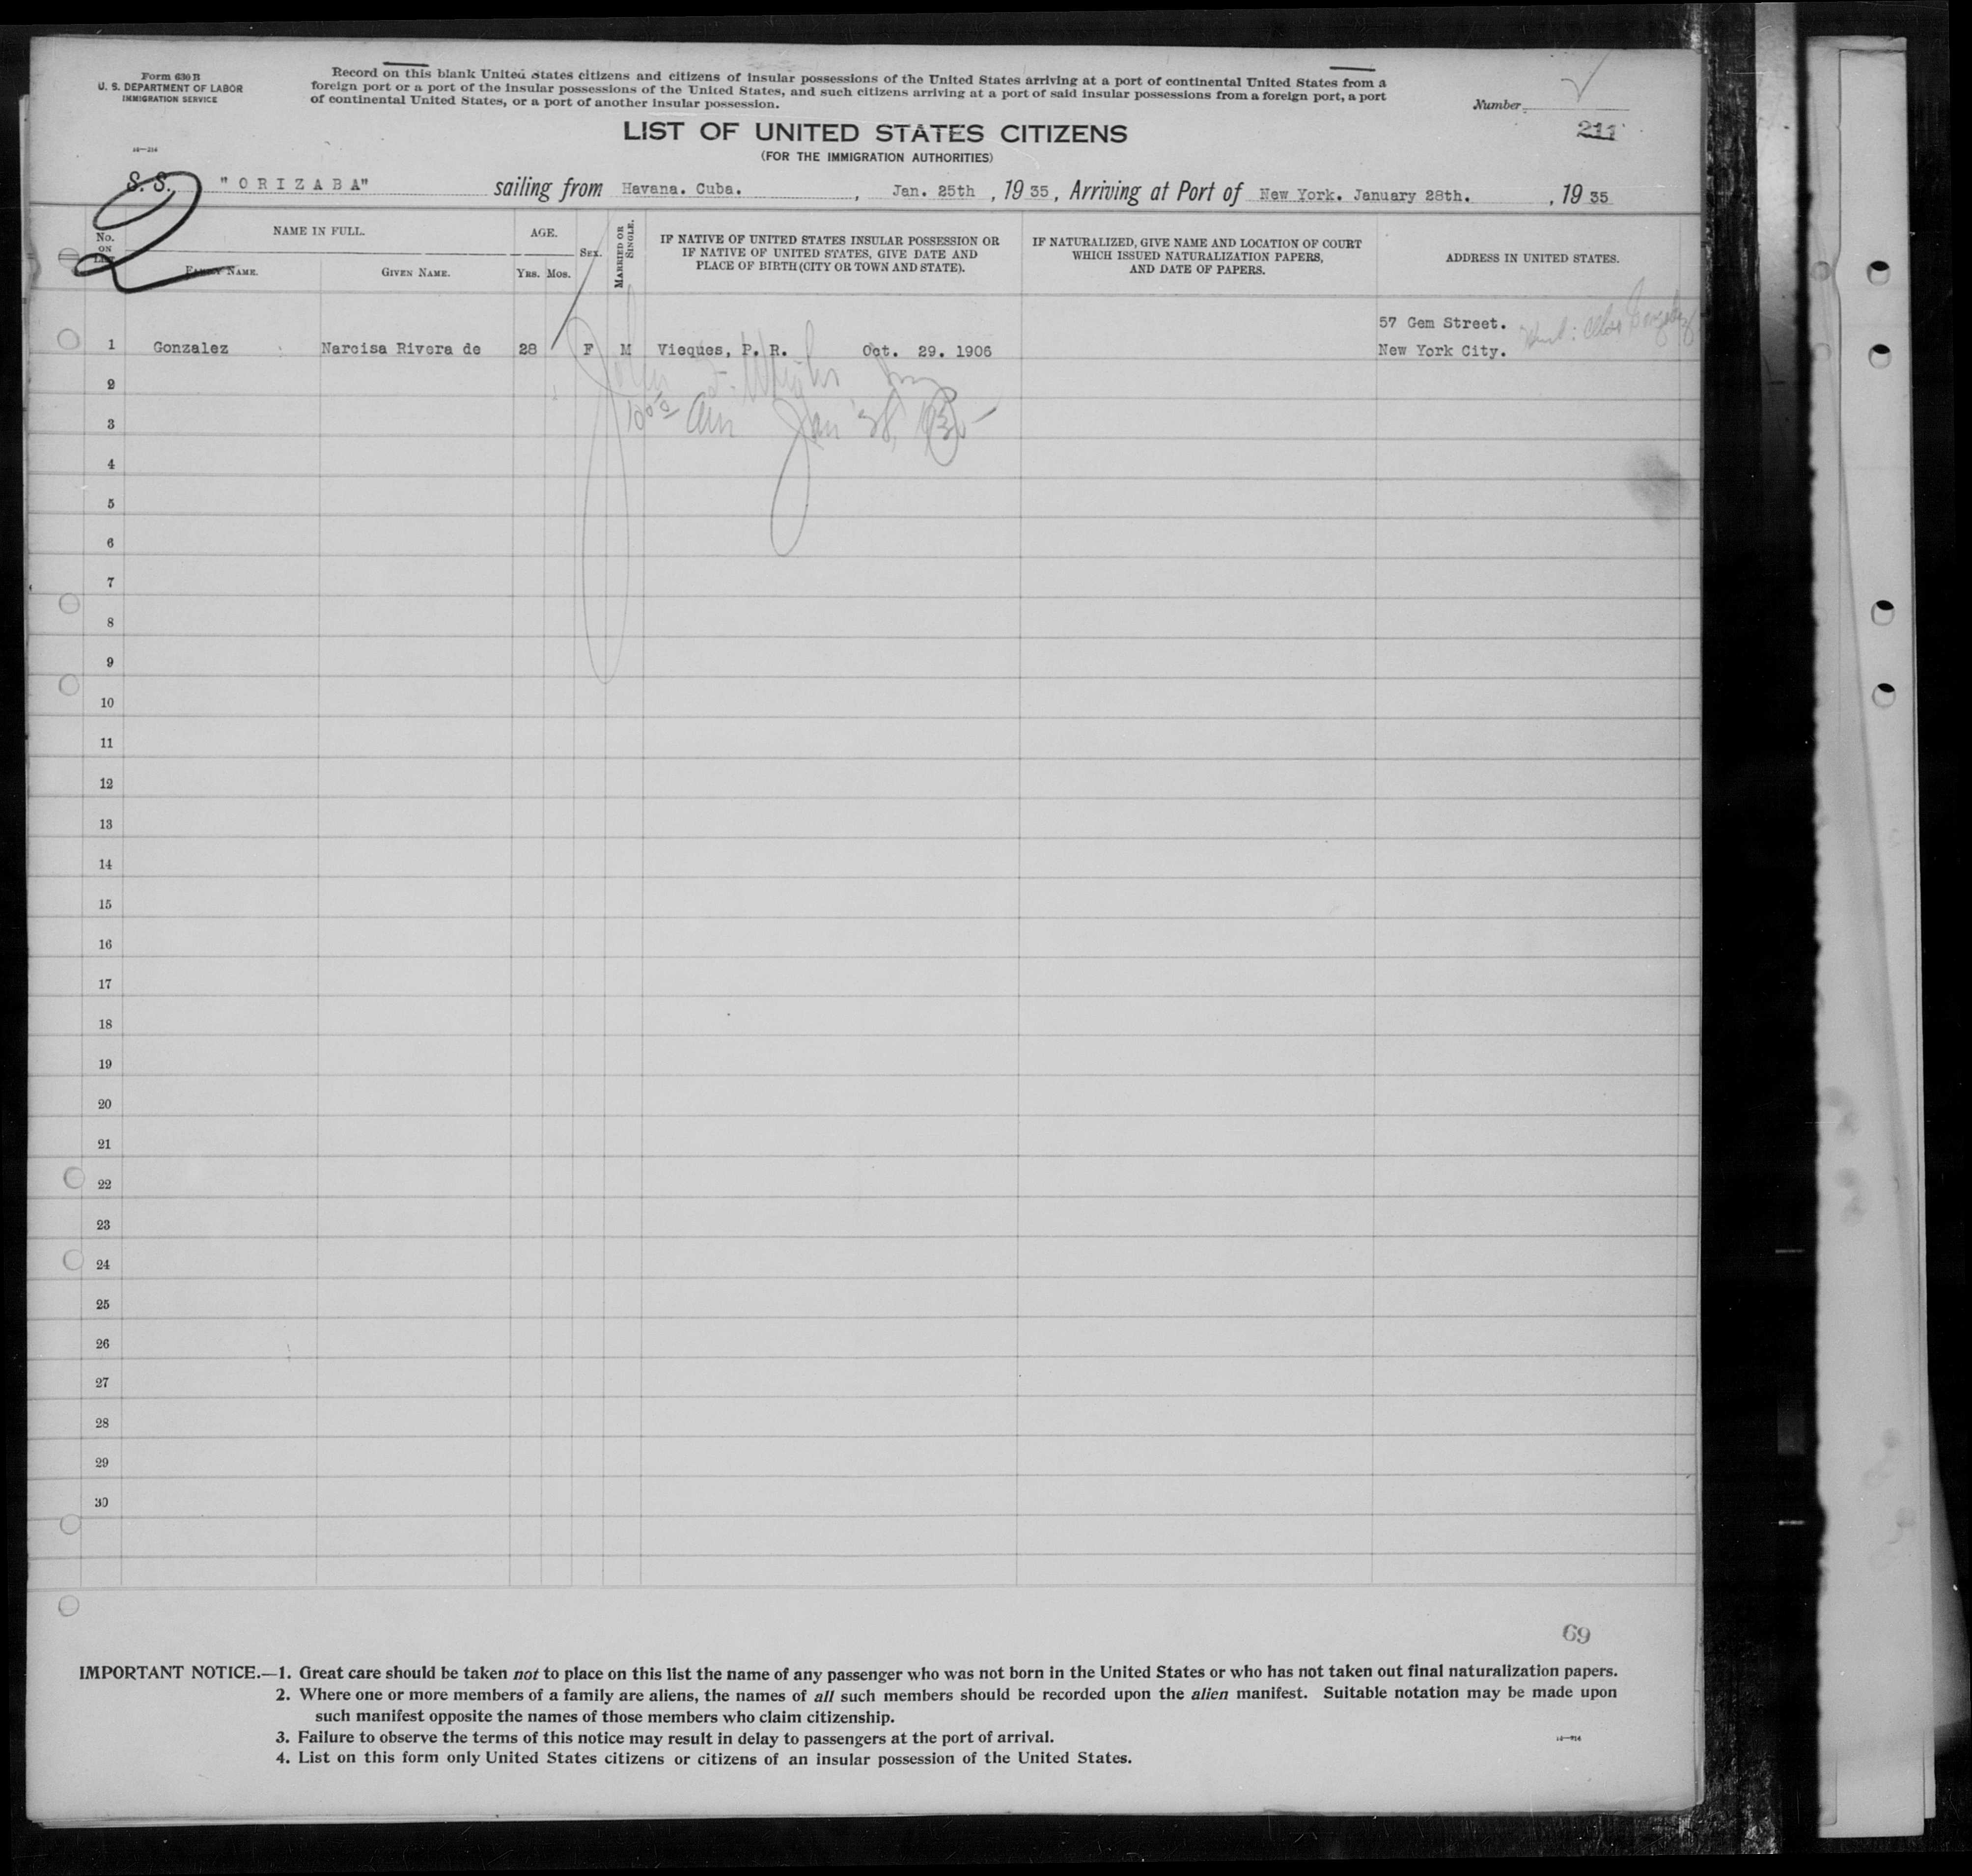 Form 630 B
U. S. DEPARTMENT OF LABOR
IMMIGRATION SERVICE
Record on this blank United States citizens and citizens of insular possessions of the United States arriving at a port of continental United States from a
foreign port or a port of the insular possessions of the United States, and such citizens arriving at a port of said insular possessions from a foreign port, a port
of continental United States, or a port of another insular possession.
Number
211
LIST OF UNITED STATES CITIZENS
(FOR THE IMMIGRATION AUTHORITIES)
S. S. "ORIZABA" sailing from Havana. Cuba. , Jan. 25th , 19 35 , Arriving at Port of New York. January 28th. , 19 35
2
No. ON LIST
NAME IN FULL.
FAMILY NAME. GIVEN NAME.
AGE.
YRS. MOS.
SEX.
MARRIED OR SINGLE.
IF NATIVE OF UNITED STATES INSULAR POSSESSION OR
IF NATIVE OF UNITED STATES, GIVE DATE AND
PLACE OF BIRTH (CITY OR TOWN AND STATE).
IF NATURALIZED, GIVE NAME AND LOCATION OF COURT
WHICH ISSUED NATURALIZATION PAPERS,
AND DATE OF PAPERS.
ADDRESS IN UNITED STATES.
57 Gem Street.
1 Gonzalez Narcisa Rivera de 28 F M Vieques, P. R. Oct. 29. 1906 New York City.
2
John
3 10 00 am Jan 28, 1935
4
5
6
7
8
9
10
11
12
13
14
15
16
17
18
19
20
21
22
23
24
25
26
27
28
29
30
69
IMPORTANT NOTICE.—1. Great care should be taken not to place on this list the name of any passenger who was not born in the United States or who has not taken out final naturalization papers.
2. Where one or more members of a family are aliens, the names of all such members should be recorded upon the alien manifest. Suitable notation may be made upon
such manifest opposite the names of those members who claim citizenship.
3. Failure to observe the terms of this notice may result in delay to passengers at the port of arrival.
4. List on this form only United States citizens or citizens of an insular possession of the United States.